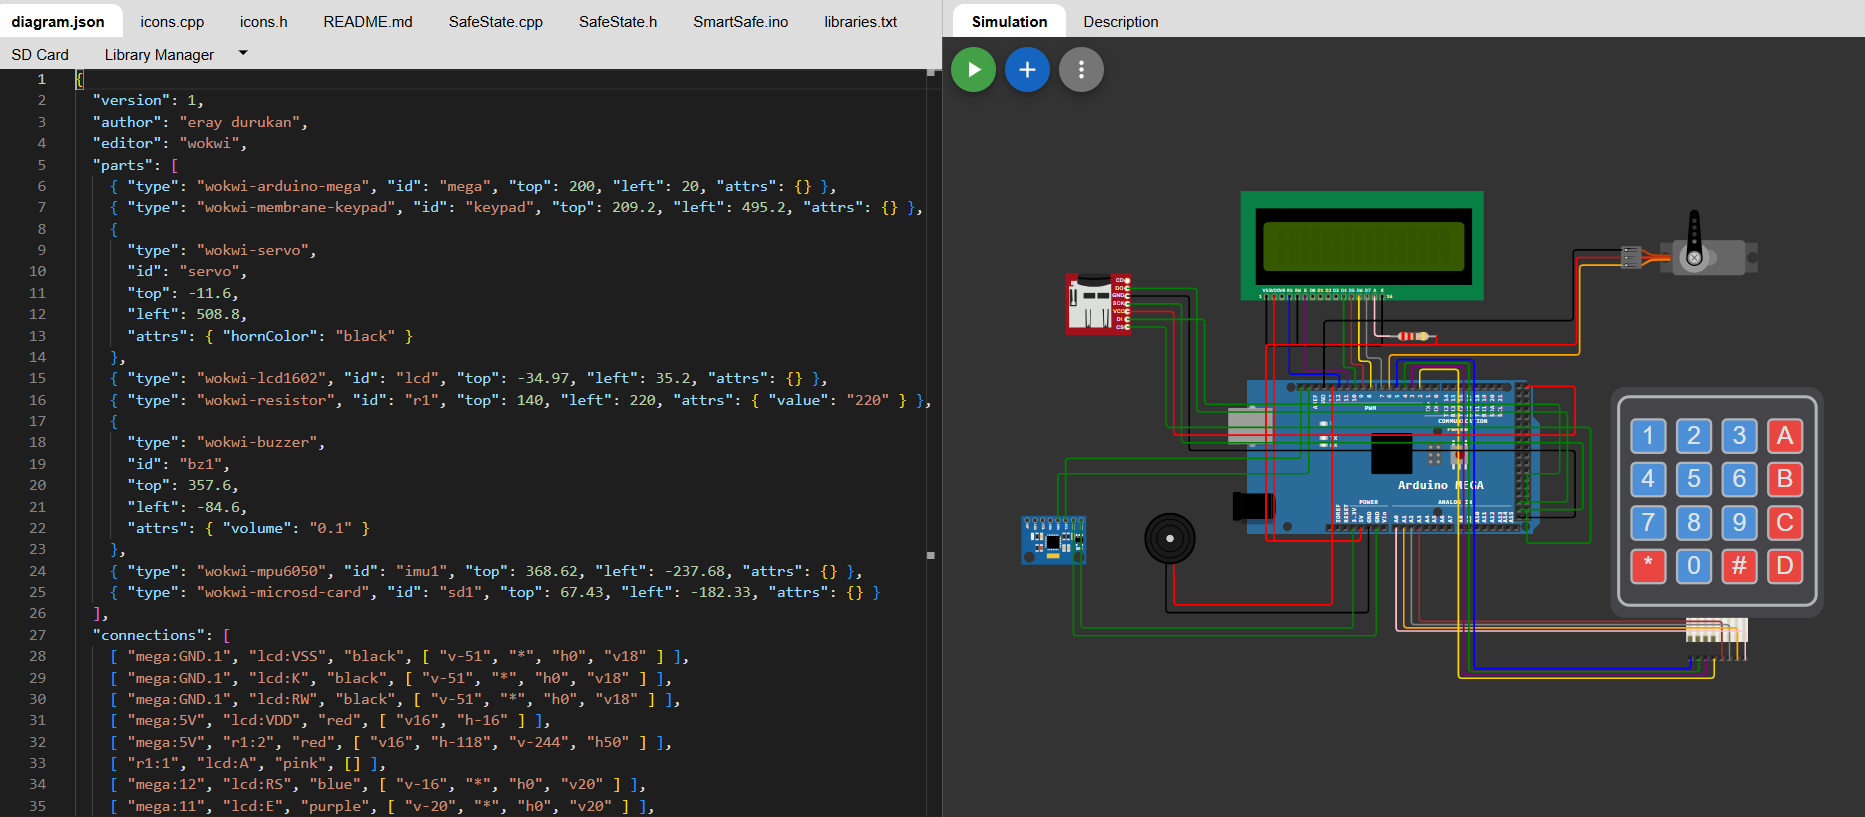 diagram.json icons.cpp icons.h README.md SafeState.cpp SafeState.h SmartSafe.ino libraries.txt
SD Card Library Manager
1 {
2 "version": 1,
3 "author": "eray durukan",
4 "editor": "wokwi",
5 "parts": [
6 { "type": "wokwi-arduino-mega", "id": "mega", "top": 200, "left": 20, "attrs": {} },
7 { "type": "wokwi-membrane-keypad", "id": "keypad", "top": 209.2, "left": 495.2, "attrs": {} },
8 {
9 "type": "wokwi-servo",
10 "id": "servo",
11 "top": -11.6,
12 "left": 508.8,
13 "attrs": { "hornColor": "black" }
14 },
15 { "type": "wokwi-lcd1602", "id": "lcd", "top": -34.97, "left": 35.2, "attrs": {} },
16 { "type": "wokwi-resistor", "id": "r1", "top": 140, "left": 220, "attrs": { "value": "220" } },
17 {
18 "type": "wokwi-buzzer",
19 "id": "bz1",
20 "top": 357.6,
21 "left": -84.6,
22 "attrs": { "volume": "0.1" }
23 },
24 { "type": "wokwi-mpu6050", "id": "imu1", "top": 368.62, "left": -237.68, "attrs": {} },
25 { "type": "wokwi-microsd-card", "id": "sd1", "top": 67.43, "left": -182.33, "attrs": {} }
26 ],
27 "connections": [
28 [ "mega:GND.1", "lcd:VSS", "black", [ "v-51", "*", "h0", "v18" ] ],
29 [ "mega:GND.1", "lcd:K", "black", [ "v-51", "*", "h0", "v18" ] ],
30 [ "mega:GND.1", "lcd:RW", "black", [ "v-51", "*", "h0", "v18" ] ],
31 [ "mega:5V", "lcd:VDD", "red", [ "v16", "h-16" ] ],
32 [ "mega:5V", "r1:2", "red", [ "v16", "h-118", "v-244", "h50" ] ],
33 [ "r1:1", "lcd:A", "pink", [] ],
34 [ "mega:12", "lcd:RS", "blue", [ "v-16", "*", "h0", "v20" ] ],
35 [ "mega:11", "lcd:E", "purple", [ "v-20", "*", "h0", "v20" ] ],
Simulation Description
CD
DO
GND
SCK
VCC
DI
CS
PWM
COMMUNICATION
Arduino MEGA
POWER ANALOG IN
1 2 3 A
4 5 6 B
7 8 9 C
* 0 # D